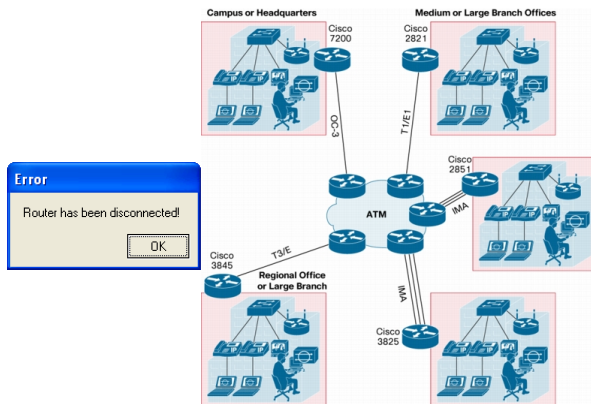 Campus or Headquarters
Medium or Large Branch Offices
Cisco
7200
Cisco
2821
OC-3
T1/E1
Cisco
2851
IMA
ATM
Error
Router has been disconnected!
OK
T3/E
Cisco
3845
Regional Office
or Large Branch
IMA
Cisco
3825